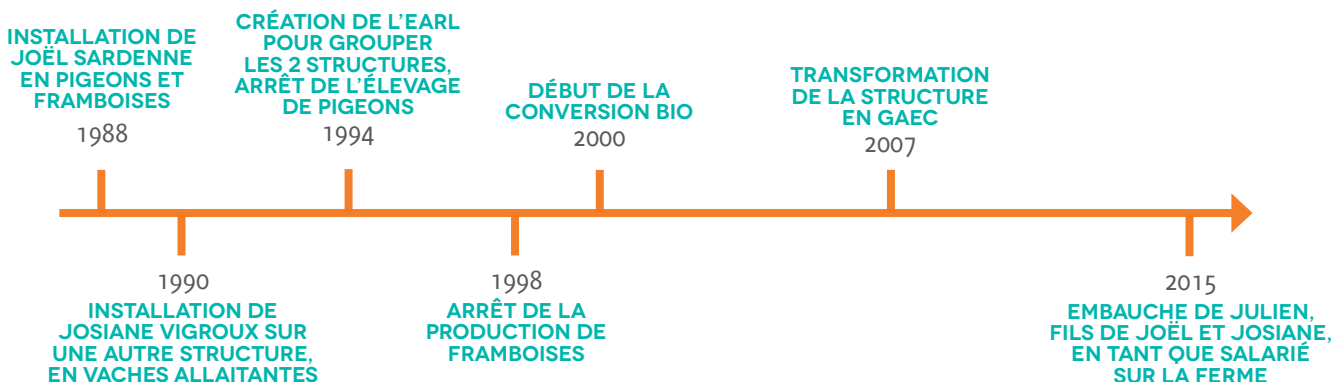 INSTALLATION DE
JOËL SARDENNE
EN PIGEONS ET
FRAMBOISES
1988
1990
INSTALLATION DE
JOSIANE VIGROUX SUR
UNE AUTRE STRUCTURE,
EN VACHES ALLAITANTES
CRÉATION DE L'EARL
POUR GROUPER
LES 2 STRUCTURES,
ARRÊT DE L'ÉLEVAGE
DE PIGEONS
1994
1998
ARRÊT DE LA
PRODUCTION DE
FRAMBOISES
DÉBUT DE LA
CONVERSION BIO
2000
TRANSFORMATION
DE LA STRUCTURE
EN GAEC
2007
2015
EMBAUCHE DE JULIEN,
FILS DE JOËL ET JOSIANE,
EN TANT QUE SALARIÉ
SUR LA FERME